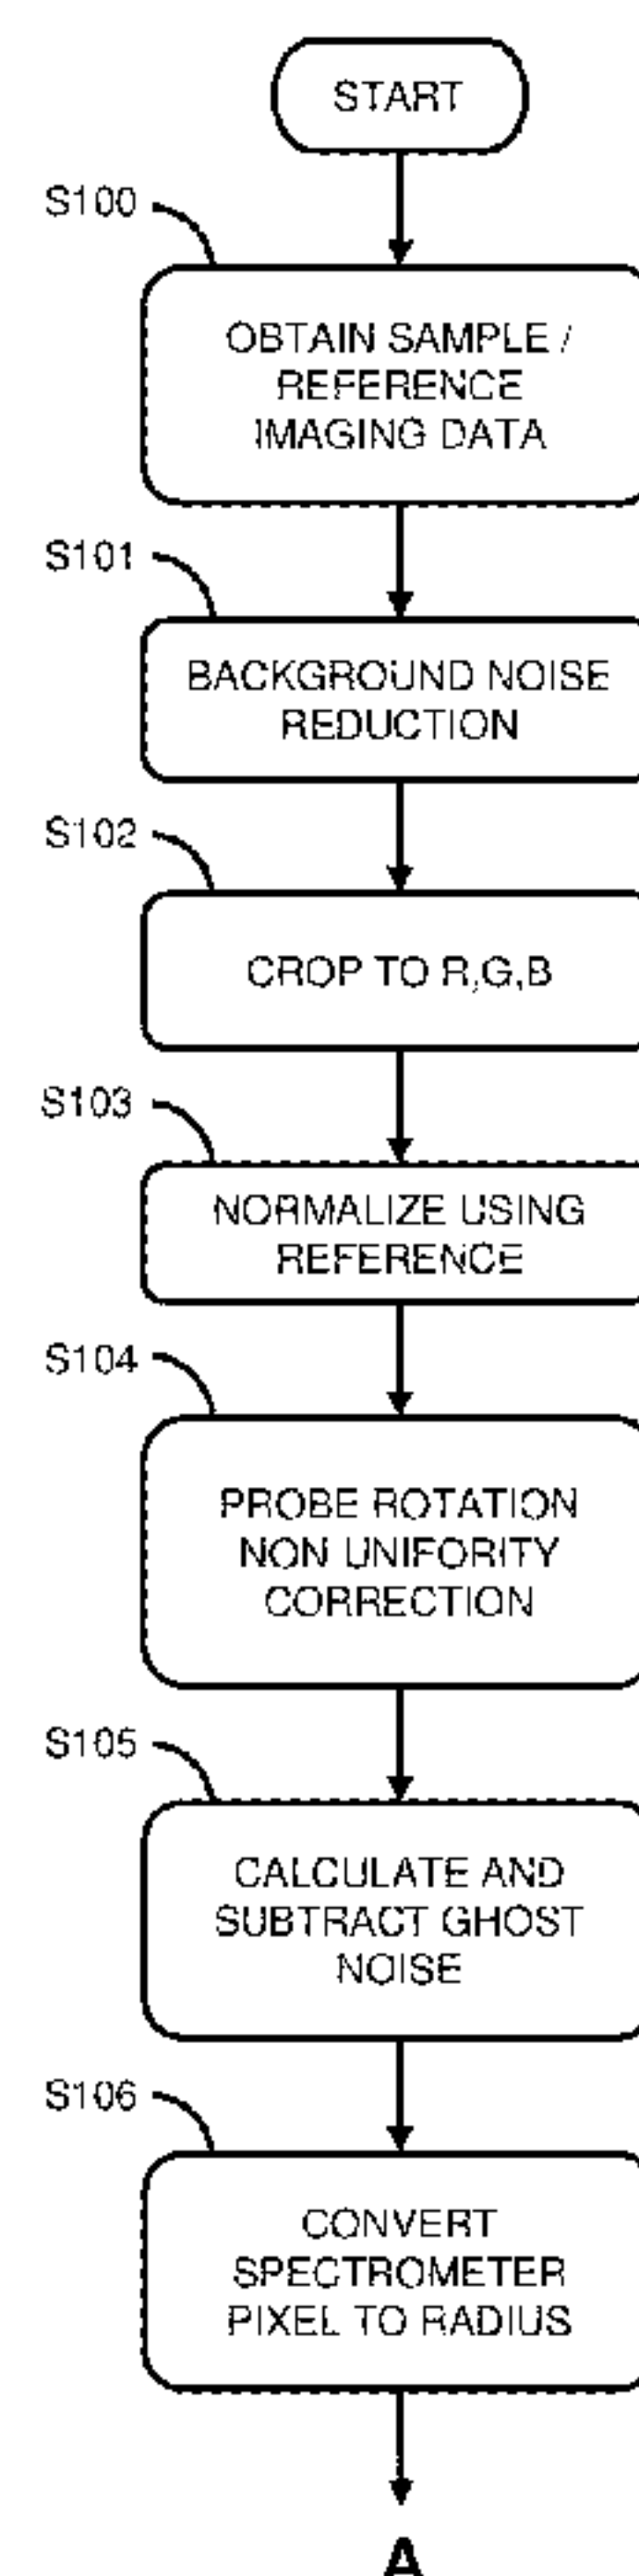 START
S100
OBTAIN SAMPLE /
REFERENCE
IMAGING DATA
S101
BACKGROUND NOISE
REDUCTION
S102
CROP TO R,G,B
S103
NORMALIZE USING
REFERENCE
S104
PROBE ROTATION
NON UNIFORITY
CORRECTION
S105
CALCULATE AND
SUBTRACT GHOST
NOISE
S106
CONVERT
SPECTROMETER
PIXEL TO RADIUS
A